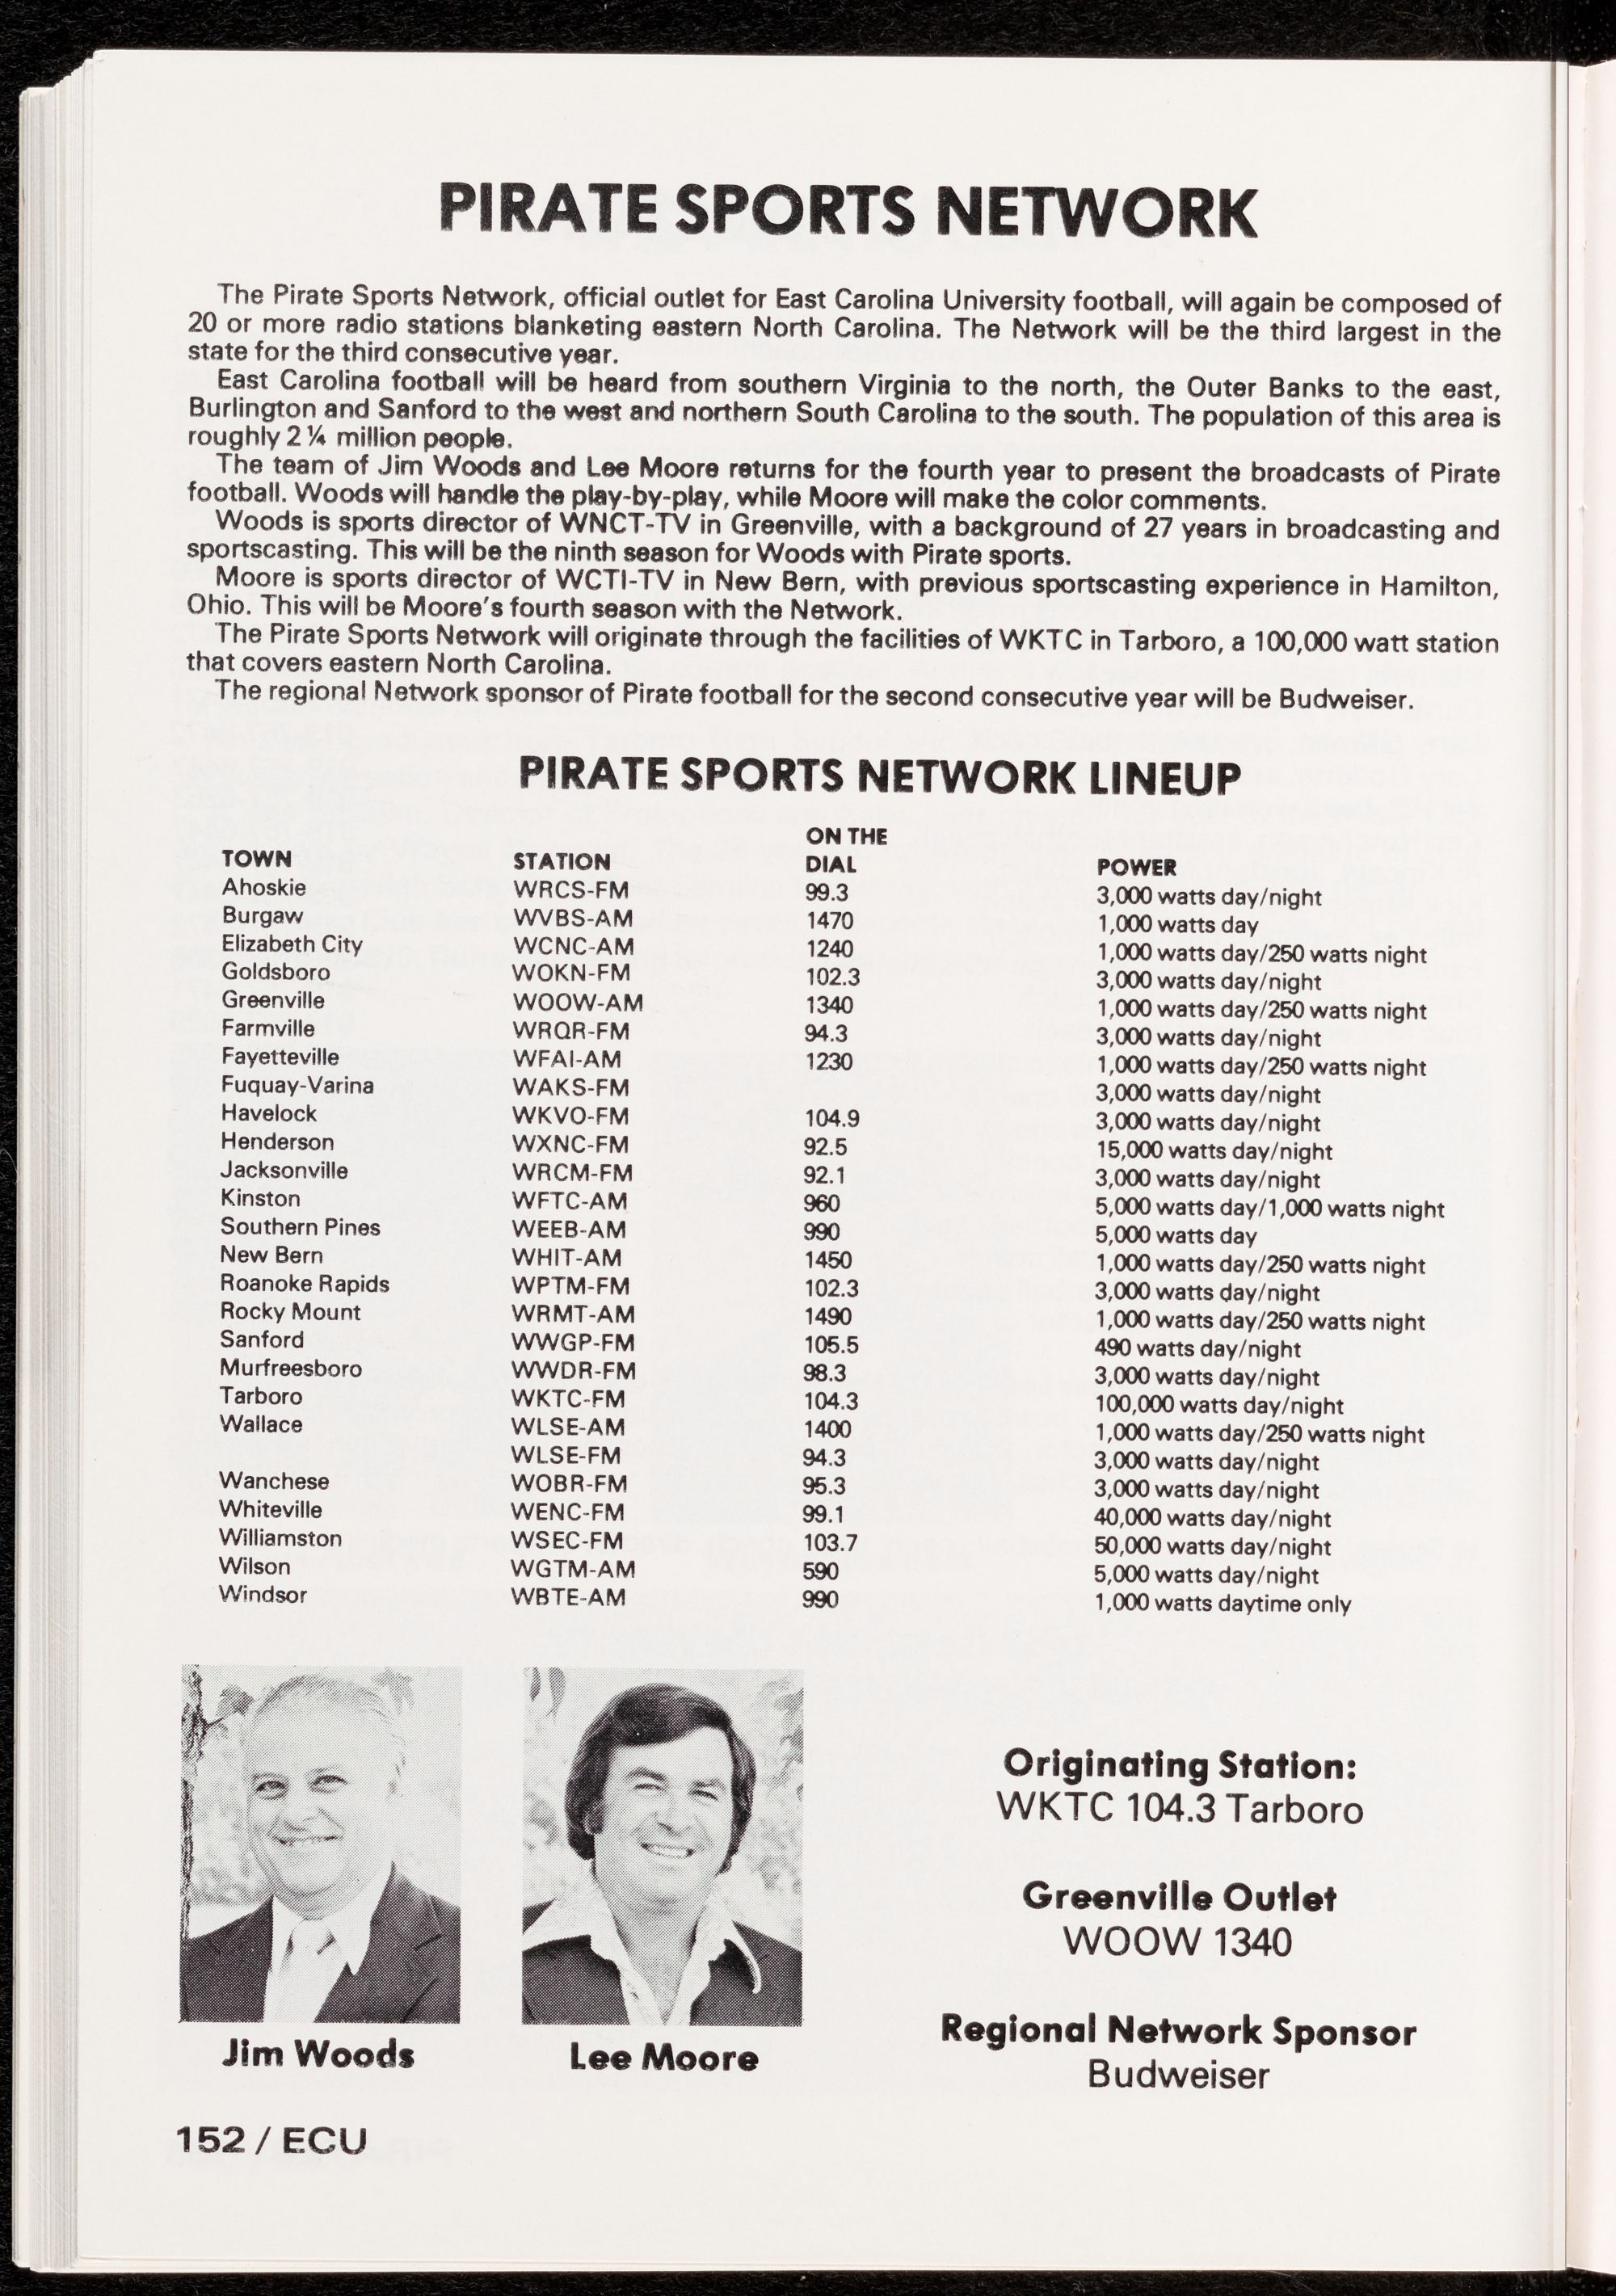 PIRATE SPORTS NETWORK
The Pirate Sports Network, official outlet for East Carolina University football, will again be composed of
20 or more radio stations blanketing eastern North Carolina. The Network will be the third largest in the
state for the third consecutive year.
East Carolina football will be heard from southern Virginia to the north, the Outer Banks to the east,
Burlington and Sanford to the west and northern South Carolina to the south. The population of this area is
roughly 2 ¼ million people.
The team of Jim Woods and Lee Moore returns for the fourth year to present the broadcasts of Pirate
football. Woods will handle the play-by-play, while Moore will make the color comments.
Woods is sports director of WNCT-TV in Greenville, with a background of 27 years in broadcasting and
sportscasting. This will be the ninth season for Woods with Pirate sports.
Moore is sports director of WCTI-TV in New Bern, with previous sportscasting experience in Hamilton,
Ohio. This will be Moore's fourth season with the Network.
The Pirate Sports Network will originate through the facilities of WKTC in Tarboro, a 100,000 watt station
that covers eastern North Carolina.
The regional Network sponsor of Pirate football for the second consecutive year will be Budweiser.
PIRATE SPORTS NETWORK LINEUP
ON THE
TOWN STATION DIAL POWER
Ahoskie WRCS-FM 99.3 3,000 watts day/night
Burgaw WVBS-AM 1470 1,000 watts day
Elizabeth City WCNC-AM 1240 1,000 watts day/250 watts night
Goldsboro WOKN-FM 102.3 3,000 watts day/night
Greenville WOOW-AM 1340 1,000 watts day/250 watts night
Farmville WRQR-FM 94.3 3,000 watts day/night
Fayetteville WFAI-AM 1230 1,000 watts day/250 watts night
Fuquay-Varina WAKS-FM 3,000 watts day/night
Havelock WKVO-FM 104.9 3,000 watts day/night
Henderson WXNC-FM 92.5 15,000 watts day/night
Jacksonville WRCM-FM 92.1 3,000 watts day/night
Kinston WFTC-AM 960 5,000 watts day/1,000 watts night
Southern Pines WEEB-AM 990 5,000 watts day
New Bern WHIT-AM 1450 1,000 watts day/250 watts night
Roanoke Rapids WPTM-FM 102.3 3,000 watts day/night
Rocky Mount WRMT-AM 1490 1,000 watts day/250 watts night
Sanford WWGP-FM 105.5 490 watts day/night
Murfreesboro WWDR-FM 98.3 3,000 watts day/night
Tarboro WKTC-FM 104.3 100,000 watts day/night
Wallace WLSE-AM 1400 1,000 watts day/250 watts night
WLSE-FM 94.3 3,000 watts day/night
Wanchese WOBR-FM 95.3 3,000 watts day/night
Whiteville WENC-FM 99.1 40,000 watts day/night
Williamston WSEC-FM 103.7 50,000 watts day/night
Wilson WGTM-AM 590 5,000 watts day/night
Windsor WBTE-AM 990 1,000 watts daytime only
Jim Woods
Lee Moore
Originating Station:
WKTC 104.3 Tarboro
Greenville Outlet
WOOW 1340
Regional Network Sponsor
Budweiser
152 / ECU